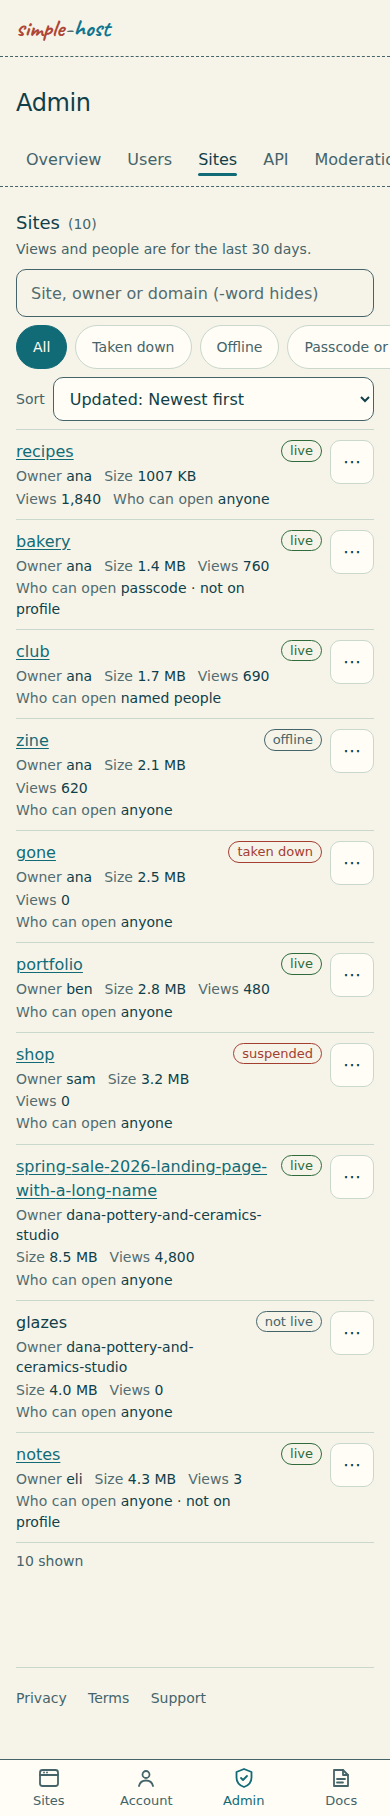 simple-host
Admin
Overview Users Sites API Moderatio
Sites (10)
Views and people are for the last 30 days.
Site, owner or domain (-word hides)
All Taken down Offline Passcode or
Sort Updated: Newest first
recipes live ...
Owner ana Size 1007 KB
Views 1,840 Who can open anyone
bakery live ...
Owner ana Size 1.4 MB Views 760
Who can open passcode · not on
profile
club live ...
Owner ana Size 1.7 MB Views 690
Who can open named people
zine offline ...
Owner ana Size 2.1 MB
Views 620
Who can open anyone
gone taken down ...
Owner ana Size 2.5 MB
Views 0
Who can open anyone
portfolio live ...
Owner ben Size 2.8 MB Views 480
Who can open anyone
shop suspended ...
Owner sam Size 3.2 MB
Views 0
Who can open anyone
spring-sale-2026-landing-page- live ...
with-a-long-name
Owner dana-pottery-and-ceramics-
studio
Size 8.5 MB Views 4,800
Who can open anyone
glazes not live ...
Owner dana-pottery-and-
ceramics-studio
Size 4.0 MB Views 0
Who can open anyone
notes live ...
Owner eli Size 4.3 MB Views 3
Who can open anyone · not on
profile
10 shown
Privacy Terms Support
Sites Account Admin Docs